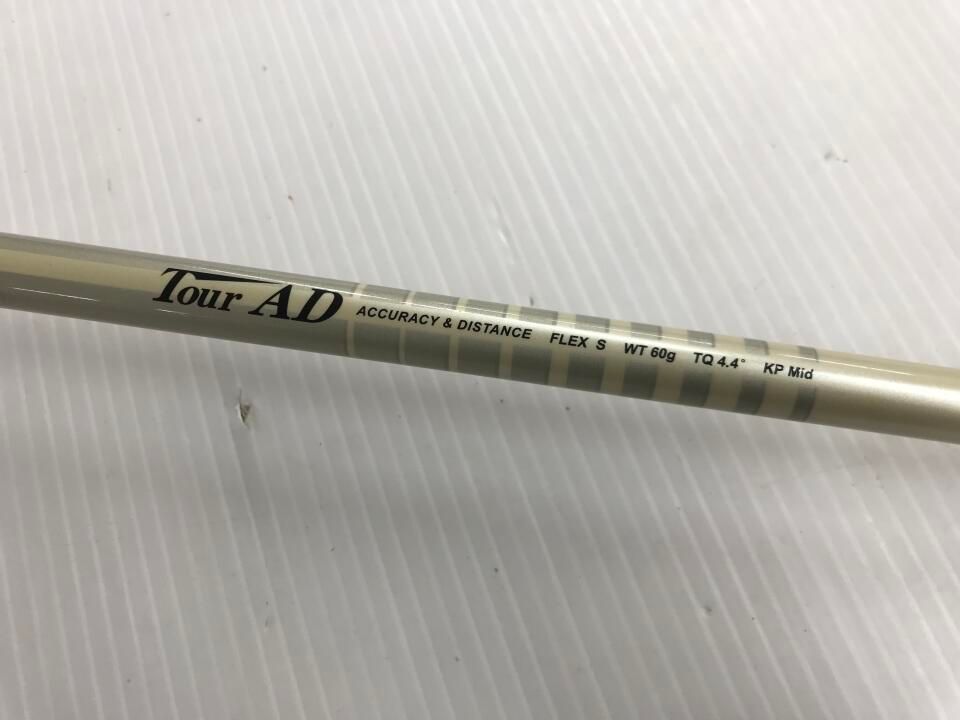 Tour AD ACCURACY & DISTANCE FLEX S WT 60g TQ 4.4° KP Mid